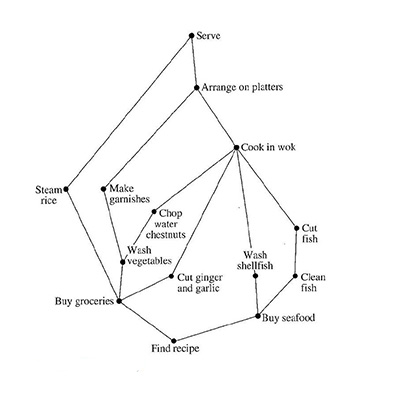 Serve
Arrange on platters
Cook in wok
Steam
rice
Make
garnishes
Chop
water
chestnuts
Cut
fish
Wash
vegetables
Wash
shellfish
Cut ginger
and garlic
Clean
fish
Buy groceries
Buy seafood
Find recipe